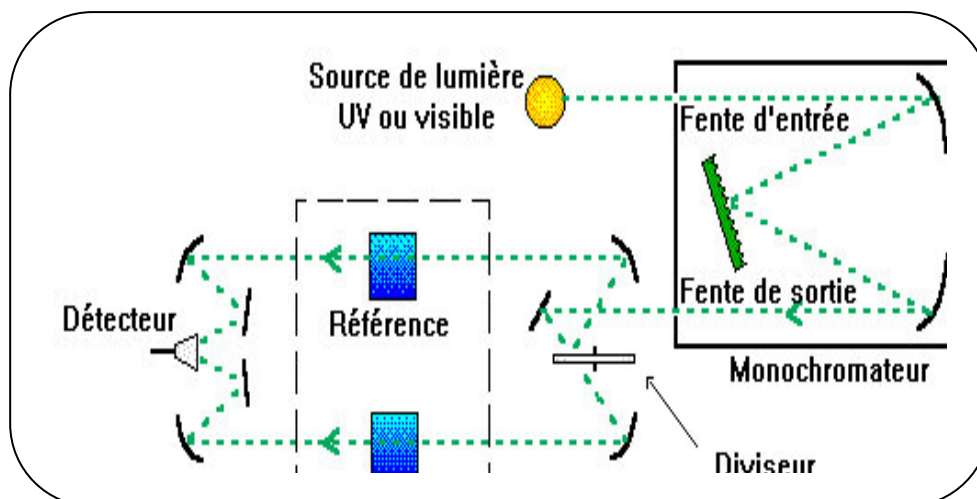 Source de lumière
UV ou visible
Fente d'entrée
Fente de sortie
Détecteur
Référence
Monochromateur
Diviseur